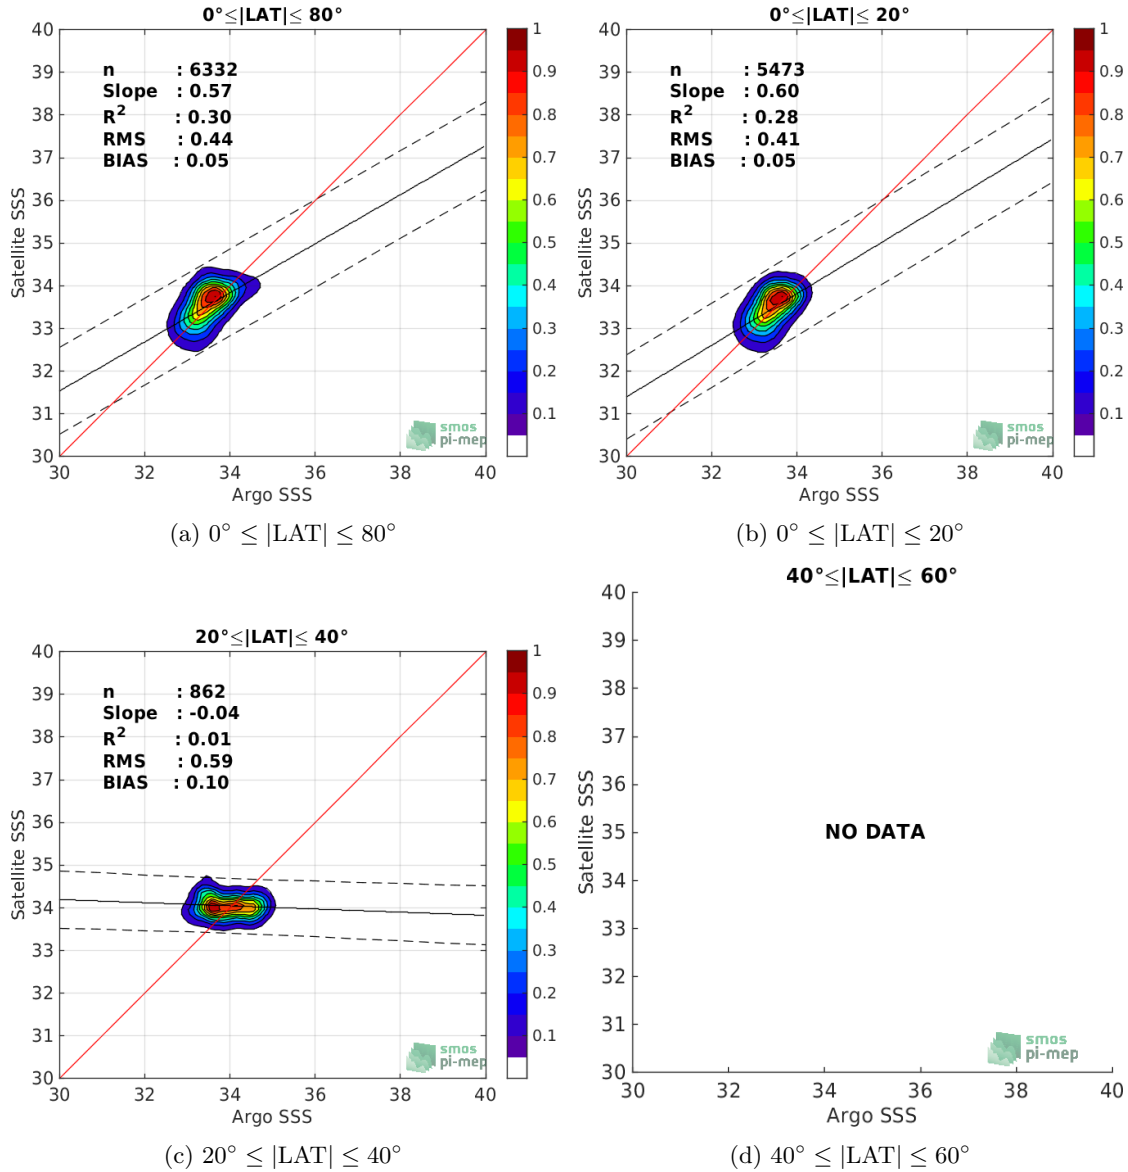 0°≤|LAT|≤ 80°
n : 6332
Slope : 0.57
R2 : 0.30
RMS : 0.44
BIAS : 0.05
40
39
38
37
36
35
34
33
32
31
30
Satellite SSS
30 32 34 36 38 40
Argo SSS
1
0.9
0.8
0.7
0.6
0.5
0.4
0.3
0.2
0.1
smos
pi-mep
(a) 0° ≤ |LAT| ≤ 80°
0°≤|LAT|≤ 20°
n : 5473
Slope : 0.60
R2 : 0.28
RMS : 0.41
BIAS : 0.05
40
39
38
37
36
35
34
33
32
31
30
Satellite SSS
30 32 34 36 38 40
Argo SSS
1
0.9
0.8
0.7
0.6
0.5
0.4
0.3
0.2
0.1
smos
pi-mep
(b) 0° ≤ |LAT| ≤ 20°
20°≤|LAT|≤ 40°
n : 862
Slope : -0.04
R2 : 0.01
RMS : 0.59
BIAS : 0.10
40
39
38
37
36
35
34
33
32
31
30
Satellite SSS
30 32 34 36 38 40
Argo SSS
1
0.9
0.8
0.7
0.6
0.5
0.4
0.3
0.2
0.1
smos
pi-mep
(c) 20° ≤ |LAT| ≤ 40°
40°≤|LAT|≤ 60°
40
39
38
37
36
35
34
33
32
31
30
Satellite SSS
NO DATA
30 32 34 36 38 40
Argo SSS
smos
pi-mep
(d) 40° ≤ |LAT| ≤ 60°